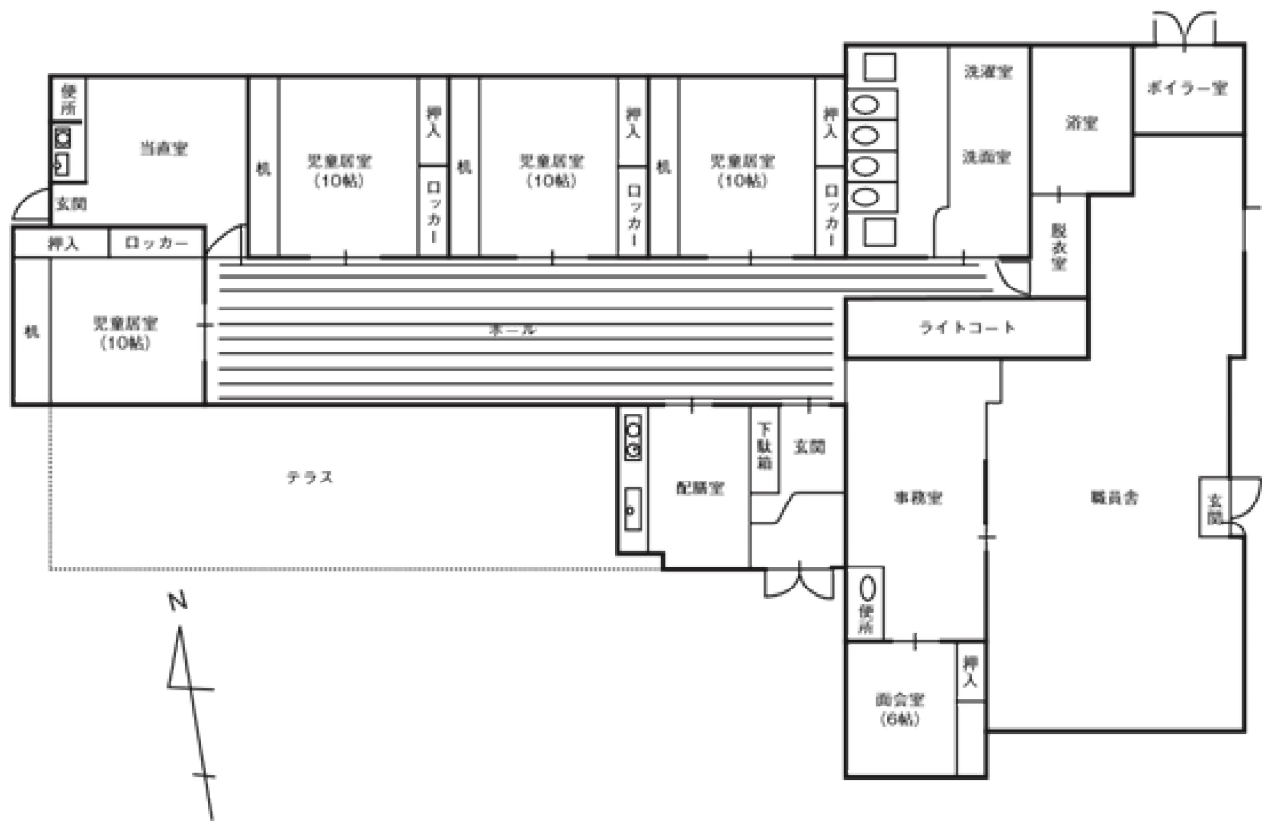 便所
当直室
玄関
机
児童居室
(10帖)
押入
ロッカー
机
児童居室
(10帖)
押入
ロッカー
机
児童居室
(10帖)
押入
ロッカー
洗濯室
洗面室
浴室
ボイラー室
脱衣室
押入
ロッカー
机
児童居室
(10帖)
ホール
ライトコート
テラス
配膳室
下駄箱
玄関
事務室
職員舎
玄関
便所
面会室
(6帖)
押入
N